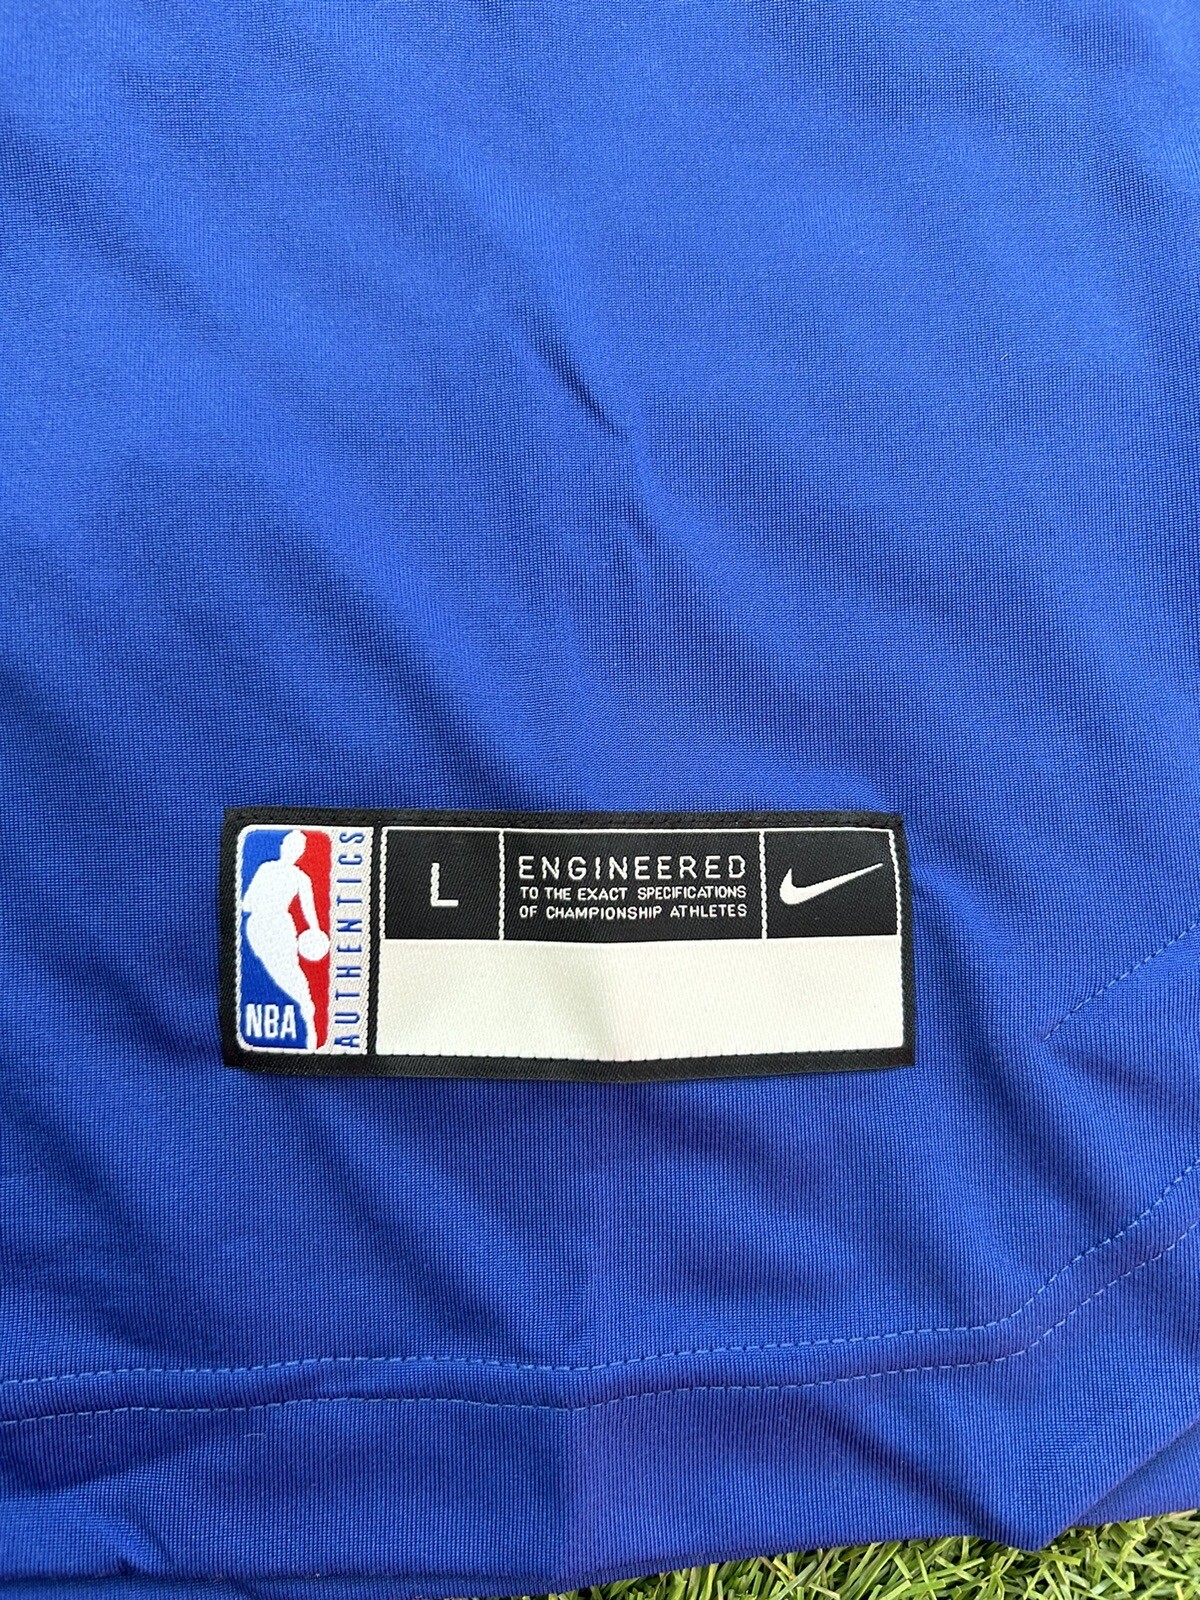 NBA
AUTHENTICS
L
ENGINEERED
TO THE EXACT SPECIFICATIONS
OF CHAMPIONSHIP ATHLETES